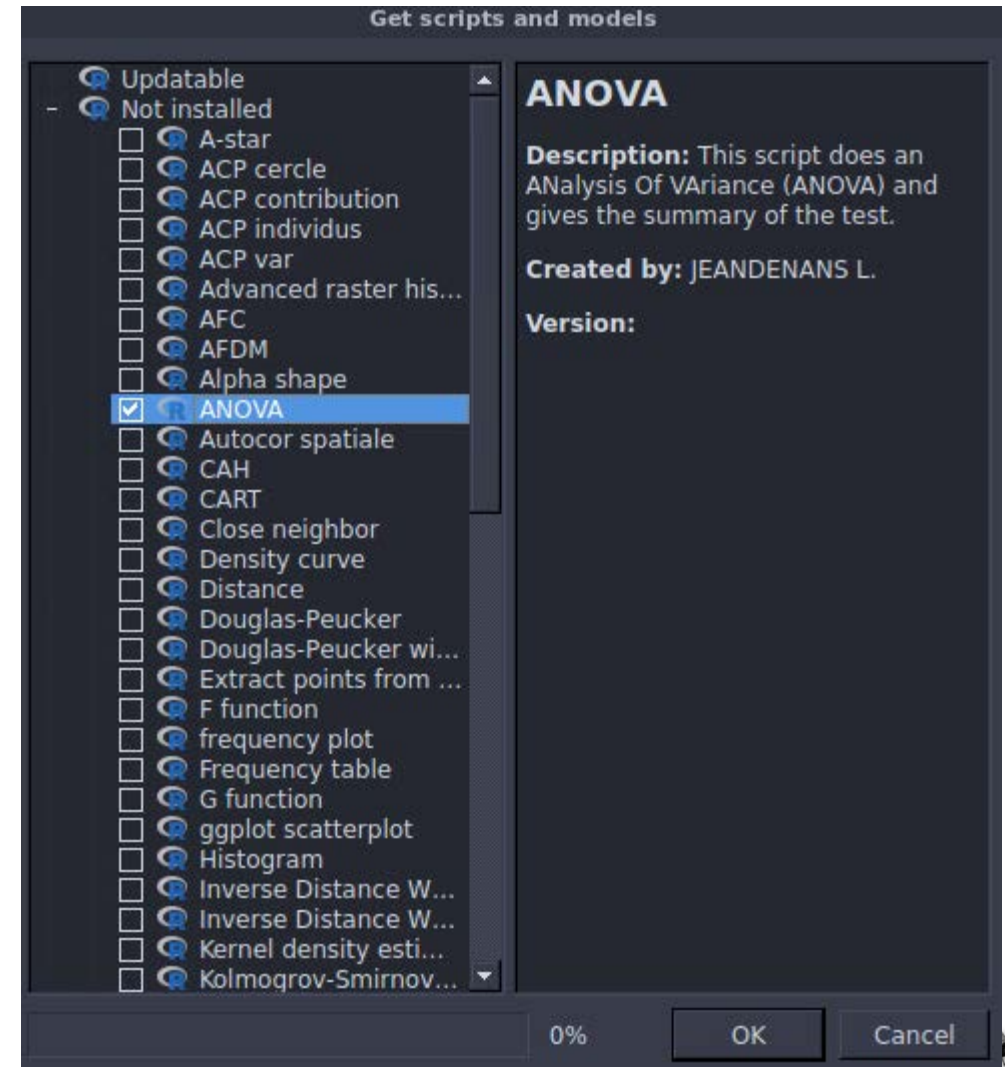 Get scripts and models
Updatable
Not installed
A-star
ACP cercle
ACP contribution
ACP individus
ACP var
Advanced raster his...
AFC
AFDM
Alpha shape
ANOVA
Autocor spatiale
CAH
CART
Close neighbor
Density curve
Distance
Douglas-Peucker
Douglas-Peucker wi...
Extract points from ...
F function
frequency plot
Frequency table
G function
ggplot scatterplot
Histogram
Inverse Distance W...
Inverse Distance W...
Kernel density esti...
Kolmogrov-Smirnov...
ANOVA
Description: This script does an
ANalysis Of VAriance (ANOVA) and
gives the summary of the test.
Created by: JEANDENANS L.
Version:
0%
OK
Cancel